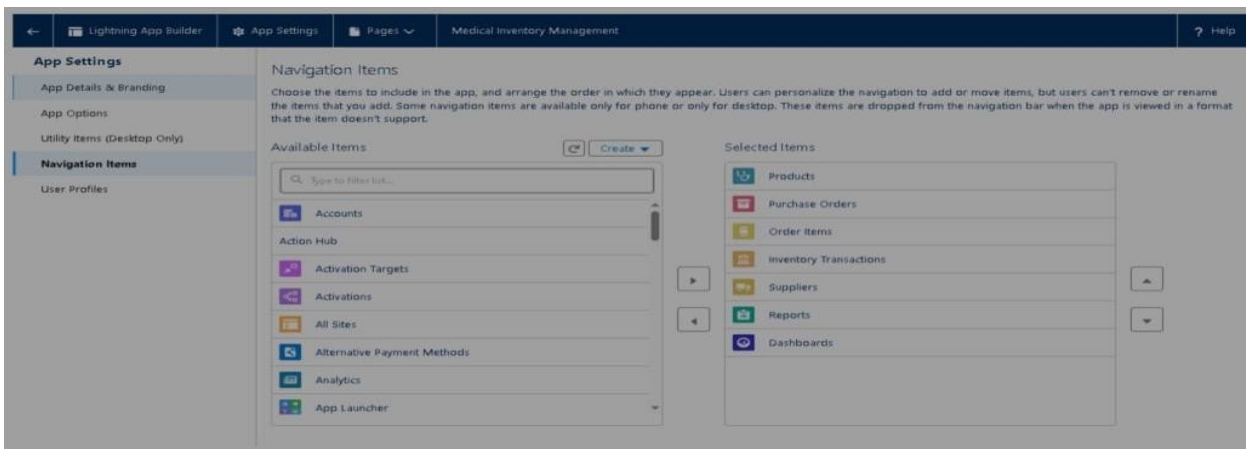 Lightning App Builder
App Settings
Pages
Medical Inventory Management
? Help
App Settings
App Details & Branding
App Options
Utility Items (Desktop Only)
Navigation Items
User Profiles
Navigation Items
Choose the items to include in the app, and arrange the order in which they appear. Users can personalize the navigation to add or move items, but users can't remove or rename
the items that you add. Some navigation items are available only for phone or only for desktop. These items are dropped from the navigation bar when the app is viewed in a format
that the item doesn't support.
Available Items
Create
Type to filter list...
Accounts
Action Hub
Activation Targets
Activations
All Sites
Alternative Payment Methods
Analytics
App Launcher
Selected Items
Products
Purchase Orders
Order Items
Inventory Transactions
Suppliers
Reports
Dashboards